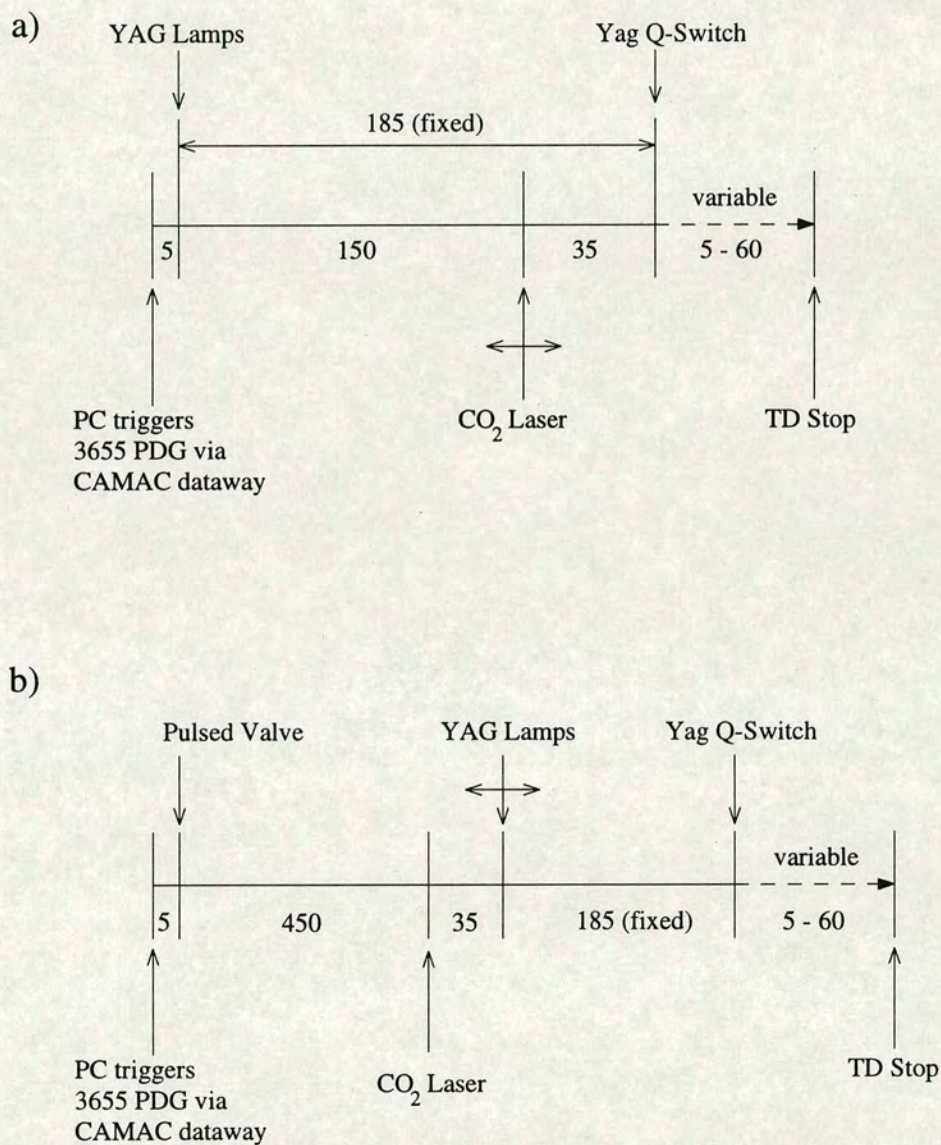 a)
YAG Lamps
Yag Q-Switch
185 (fixed)
variable
5
150
35
5 - 60
PC triggers
3655 PDG via
CAMAC dataway
CO2 Laser
TD Stop
b)
Pulsed Valve
YAG Lamps
Yag Q-Switch
variable
5
450
35
185 (fixed)
5 - 60
PC triggers
3655 PDG via
CAMAC dataway
CO2 Laser
TD Stop